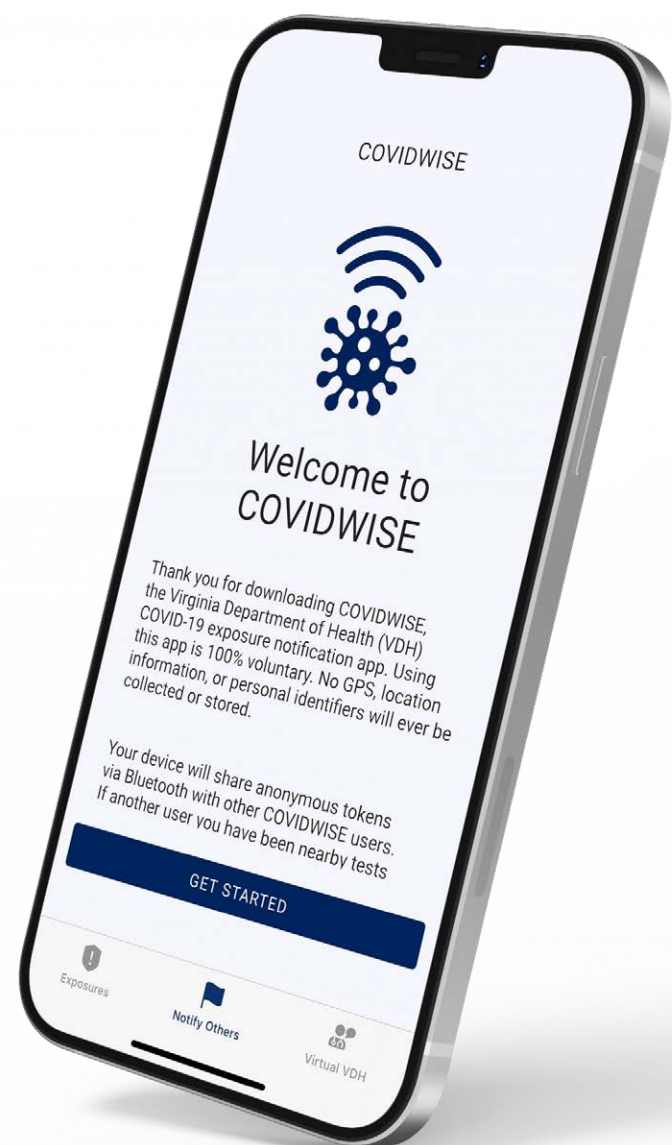 COVIDWISE
Welcome to
COVIDWISE
Thank you for downloading COVIDWISE,
the Virginia Department of Health (VDH)
COVID-19 exposure notification app. Using
this app is 100% voluntary. No GPS, location
information, or personal identifiers will ever be
collected or stored.
Your device will share anonymous tokens
via Bluetooth with other COVIDWISE users.
If another user you have been nearby tests
GET STARTED
Exposures
Notify Others
Virtual VDH